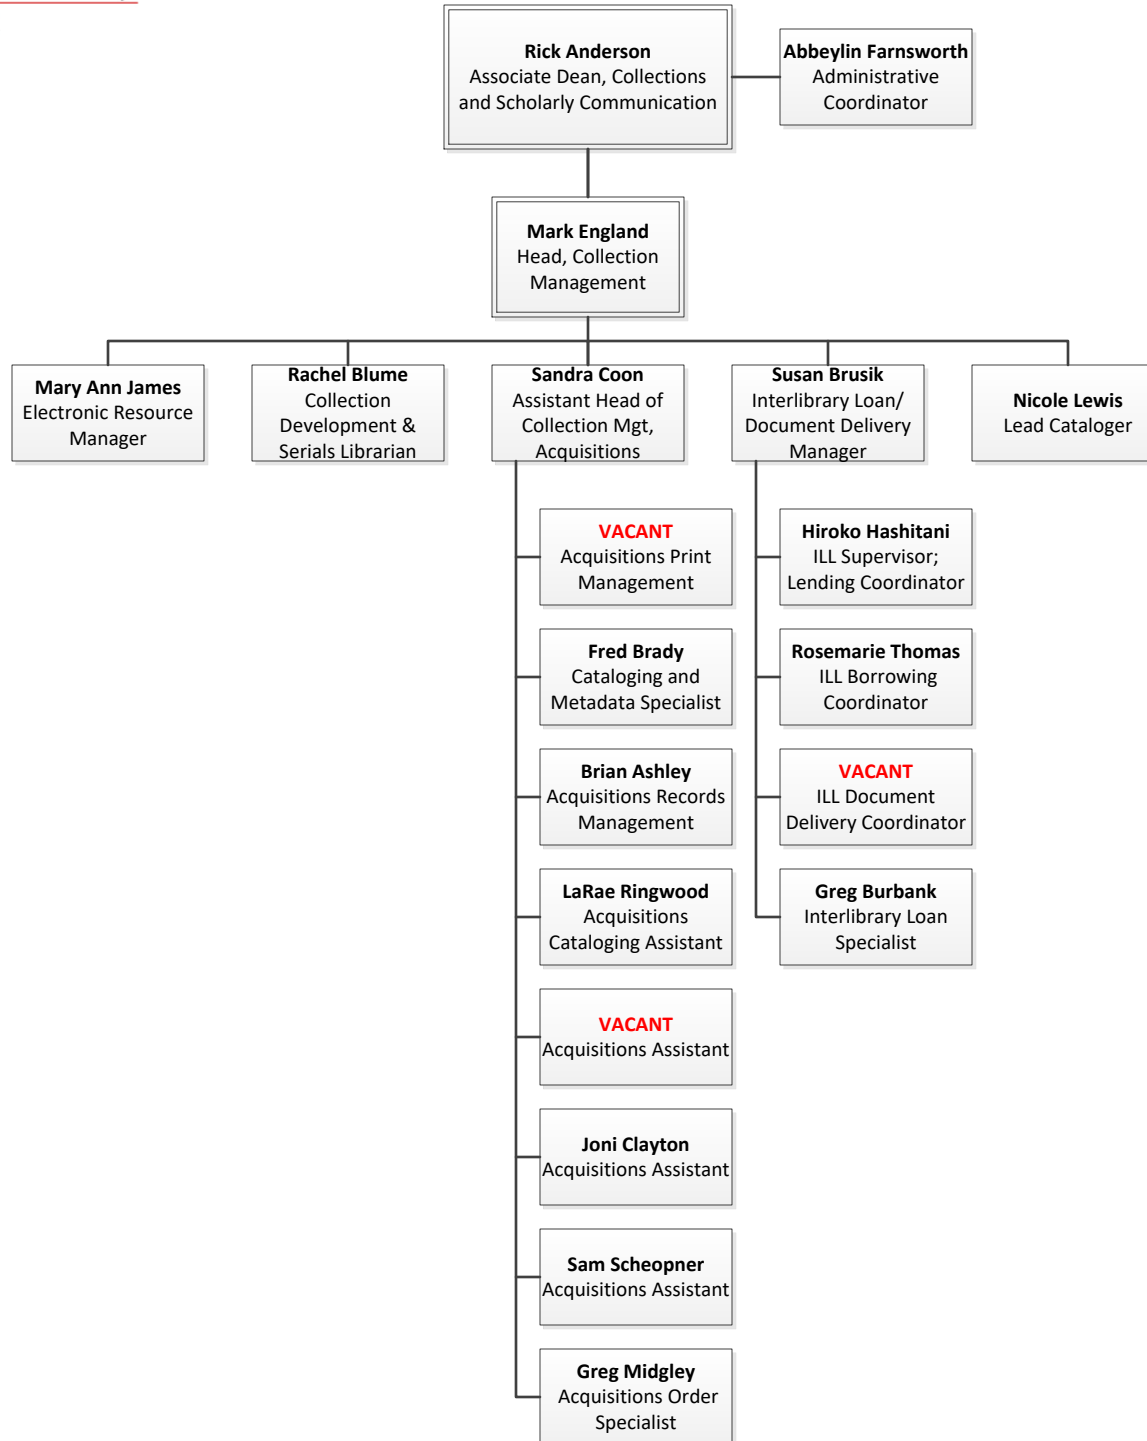 Rick Anderson
Associate Dean, Collections
and Scholarly Communication
Abbeylin Farnsworth
Administrative
Coordinator
Mark England
Head, Collection
Management
Mary Ann James
Electronic Resource
Manager
Rachel Blume
Collection
Development &
Serials Librarian
Sandra Coon
Assistant Head of
Collection Mgt,
Acquisitions
Susan Brusik
Interlibrary Loan/
Document Delivery
Manager
Nicole Lewis
Lead Cataloger
VACANT
Acquisitions Print
Management
Fred Brady
Cataloging and
Metadata Specialist
Brian Ashley
Acquisitions Records
Management
LaRae Ringwood
Acquisitions
Cataloging Assistant
VACANT
Acquisitions Assistant
Joni Clayton
Acquisitions Assistant
Sam Scheopner
Acquisitions Assistant
Greg Midgley
Acquisitions Order
Specialist
Hiroko Hashitani
ILL Supervisor;
Lending Coordinator
Rosemarie Thomas
ILL Borrowing
Coordinator
VACANT
ILL Document
Delivery Coordinator
Greg Burbank
Interlibrary Loan
Specialist